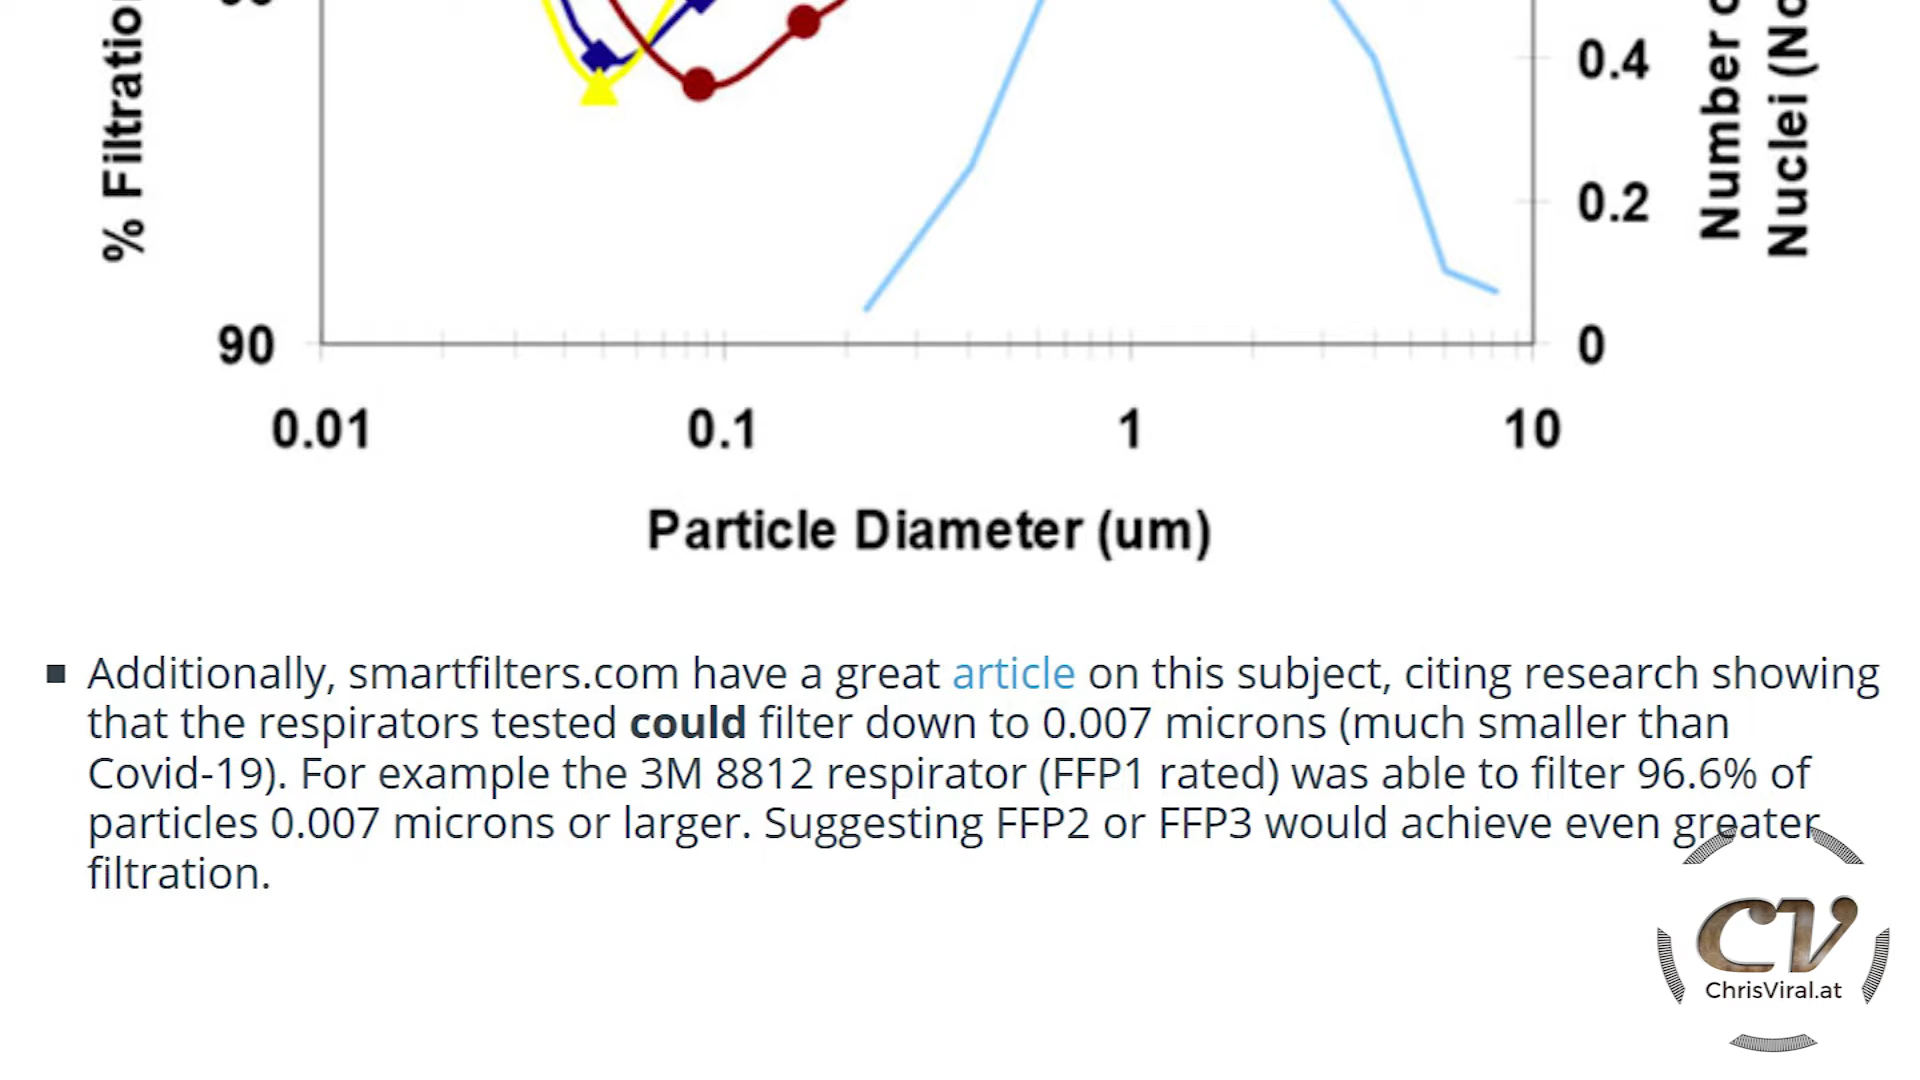 % Filtration
Number
Nuclei (No
0.4
0.2
90
0
0.01
0.1
1
10
Particle Diameter (um)
Additionally, smartfilters.com have a great article on this subject, citing research showing
that the respirators tested could filter down to 0.007 microns (much smaller than
Covid-19). For example the 3M 8812 respirator (FFP1 rated) was able to filter 96.6% of
particles 0.007 microns or larger. Suggesting FFP2 or FFP3 would achieve even greater
filtration.
CV
ChrisViral.at